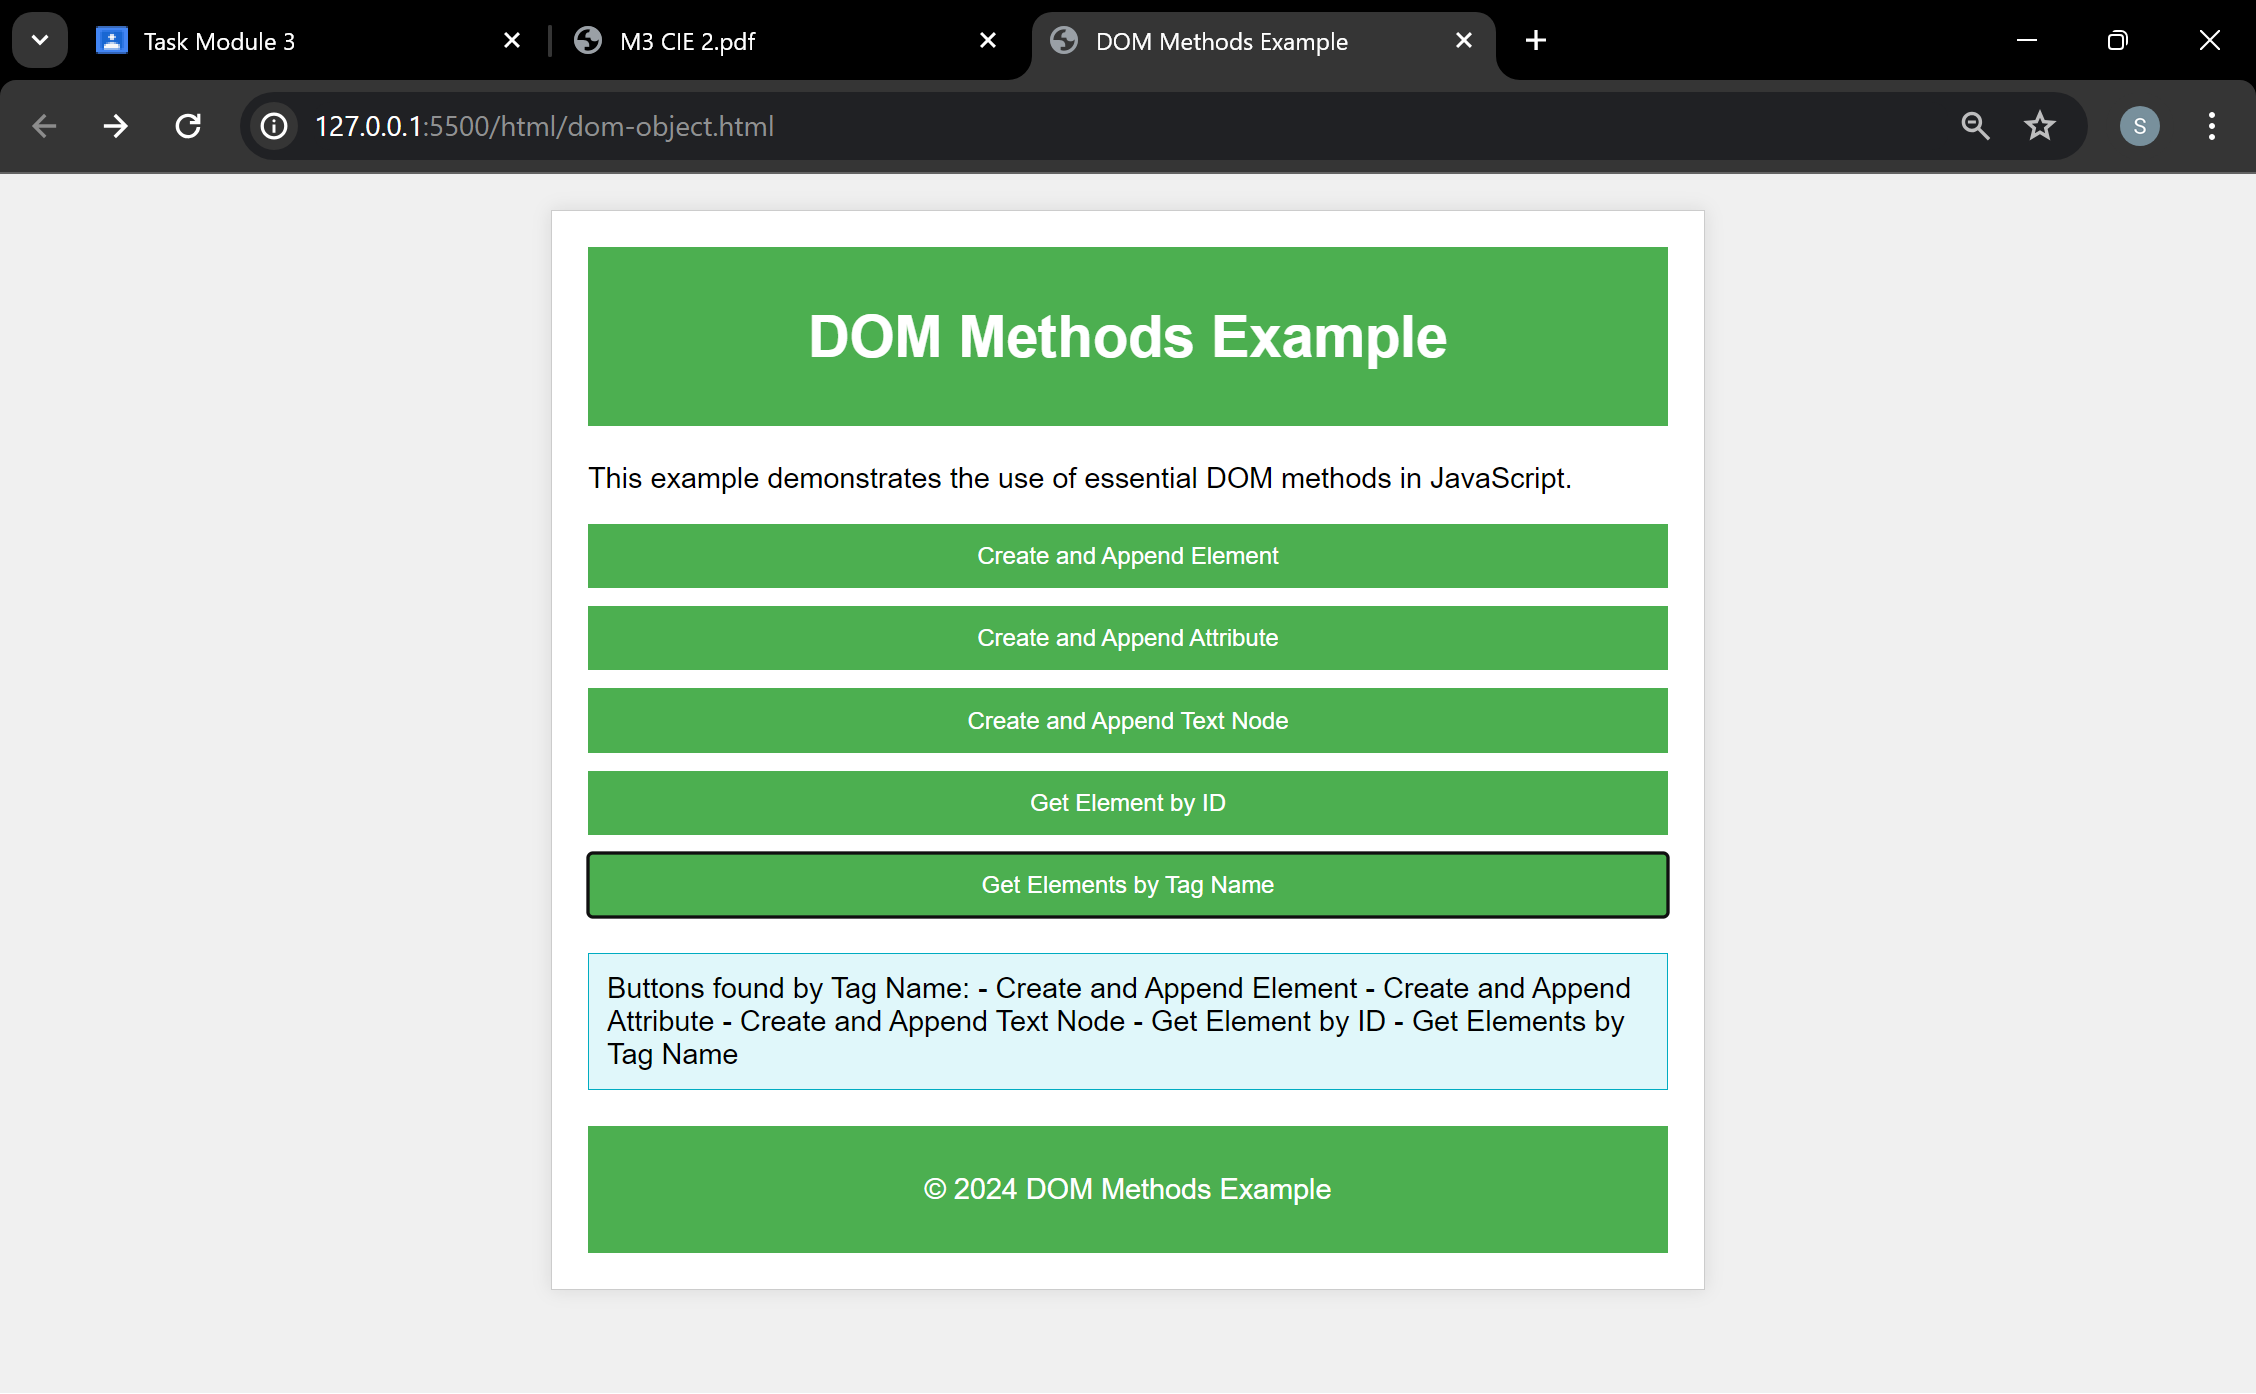 Task Module 3
M3 CIE 2.pdf
DOM Methods Example
127.0.0.1:5500/html/dom-object.html
S
DOM Methods Example
This example demonstrates the use of essential DOM methods in JavaScript.
Create and Append Element
Create and Append Attribute
Create and Append Text Node
Get Element by ID
Get Elements by Tag Name
Buttons found by Tag Name: - Create and Append Element - Create and Append
Attribute - Create and Append Text Node - Get Element by ID - Get Elements by
Tag Name
© 2024 DOM Methods Example